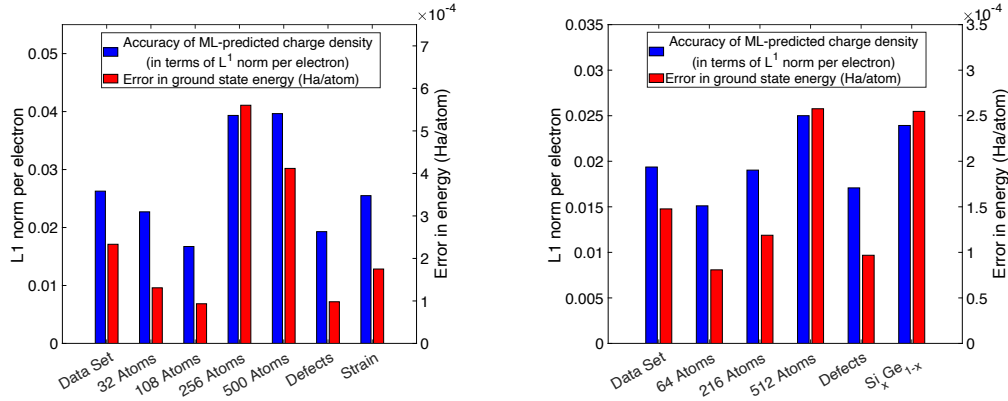 ×10⁻⁴
0.05
0.04
0.03
0.02
0.01
0
L1 norm per electron
Accuracy of ML-predicted charge density
(in terms of L¹ norm per electron)
Error in ground state energy (Ha/atom)
7
6
5
4
3
2
1
0
Error in energy (Ha/atom)
Data Set
32 Atoms
108 Atoms
256 Atoms
500 Atoms
Defects
Strain
×10⁻⁴
0.035
0.03
0.025
0.02
0.015
0.01
0.005
0
L1 norm per electron
Accuracy of ML-predicted charge density
(in terms of L¹ norm per electron)
Error in ground state energy (Ha/atom)
3.5
3
2.5
2
1.5
1
0.5
0
Error in energy (Ha/atom)
Data Set
64 Atoms
216 Atoms
512 Atoms
Defects
SiₓGe₁₋ₓ